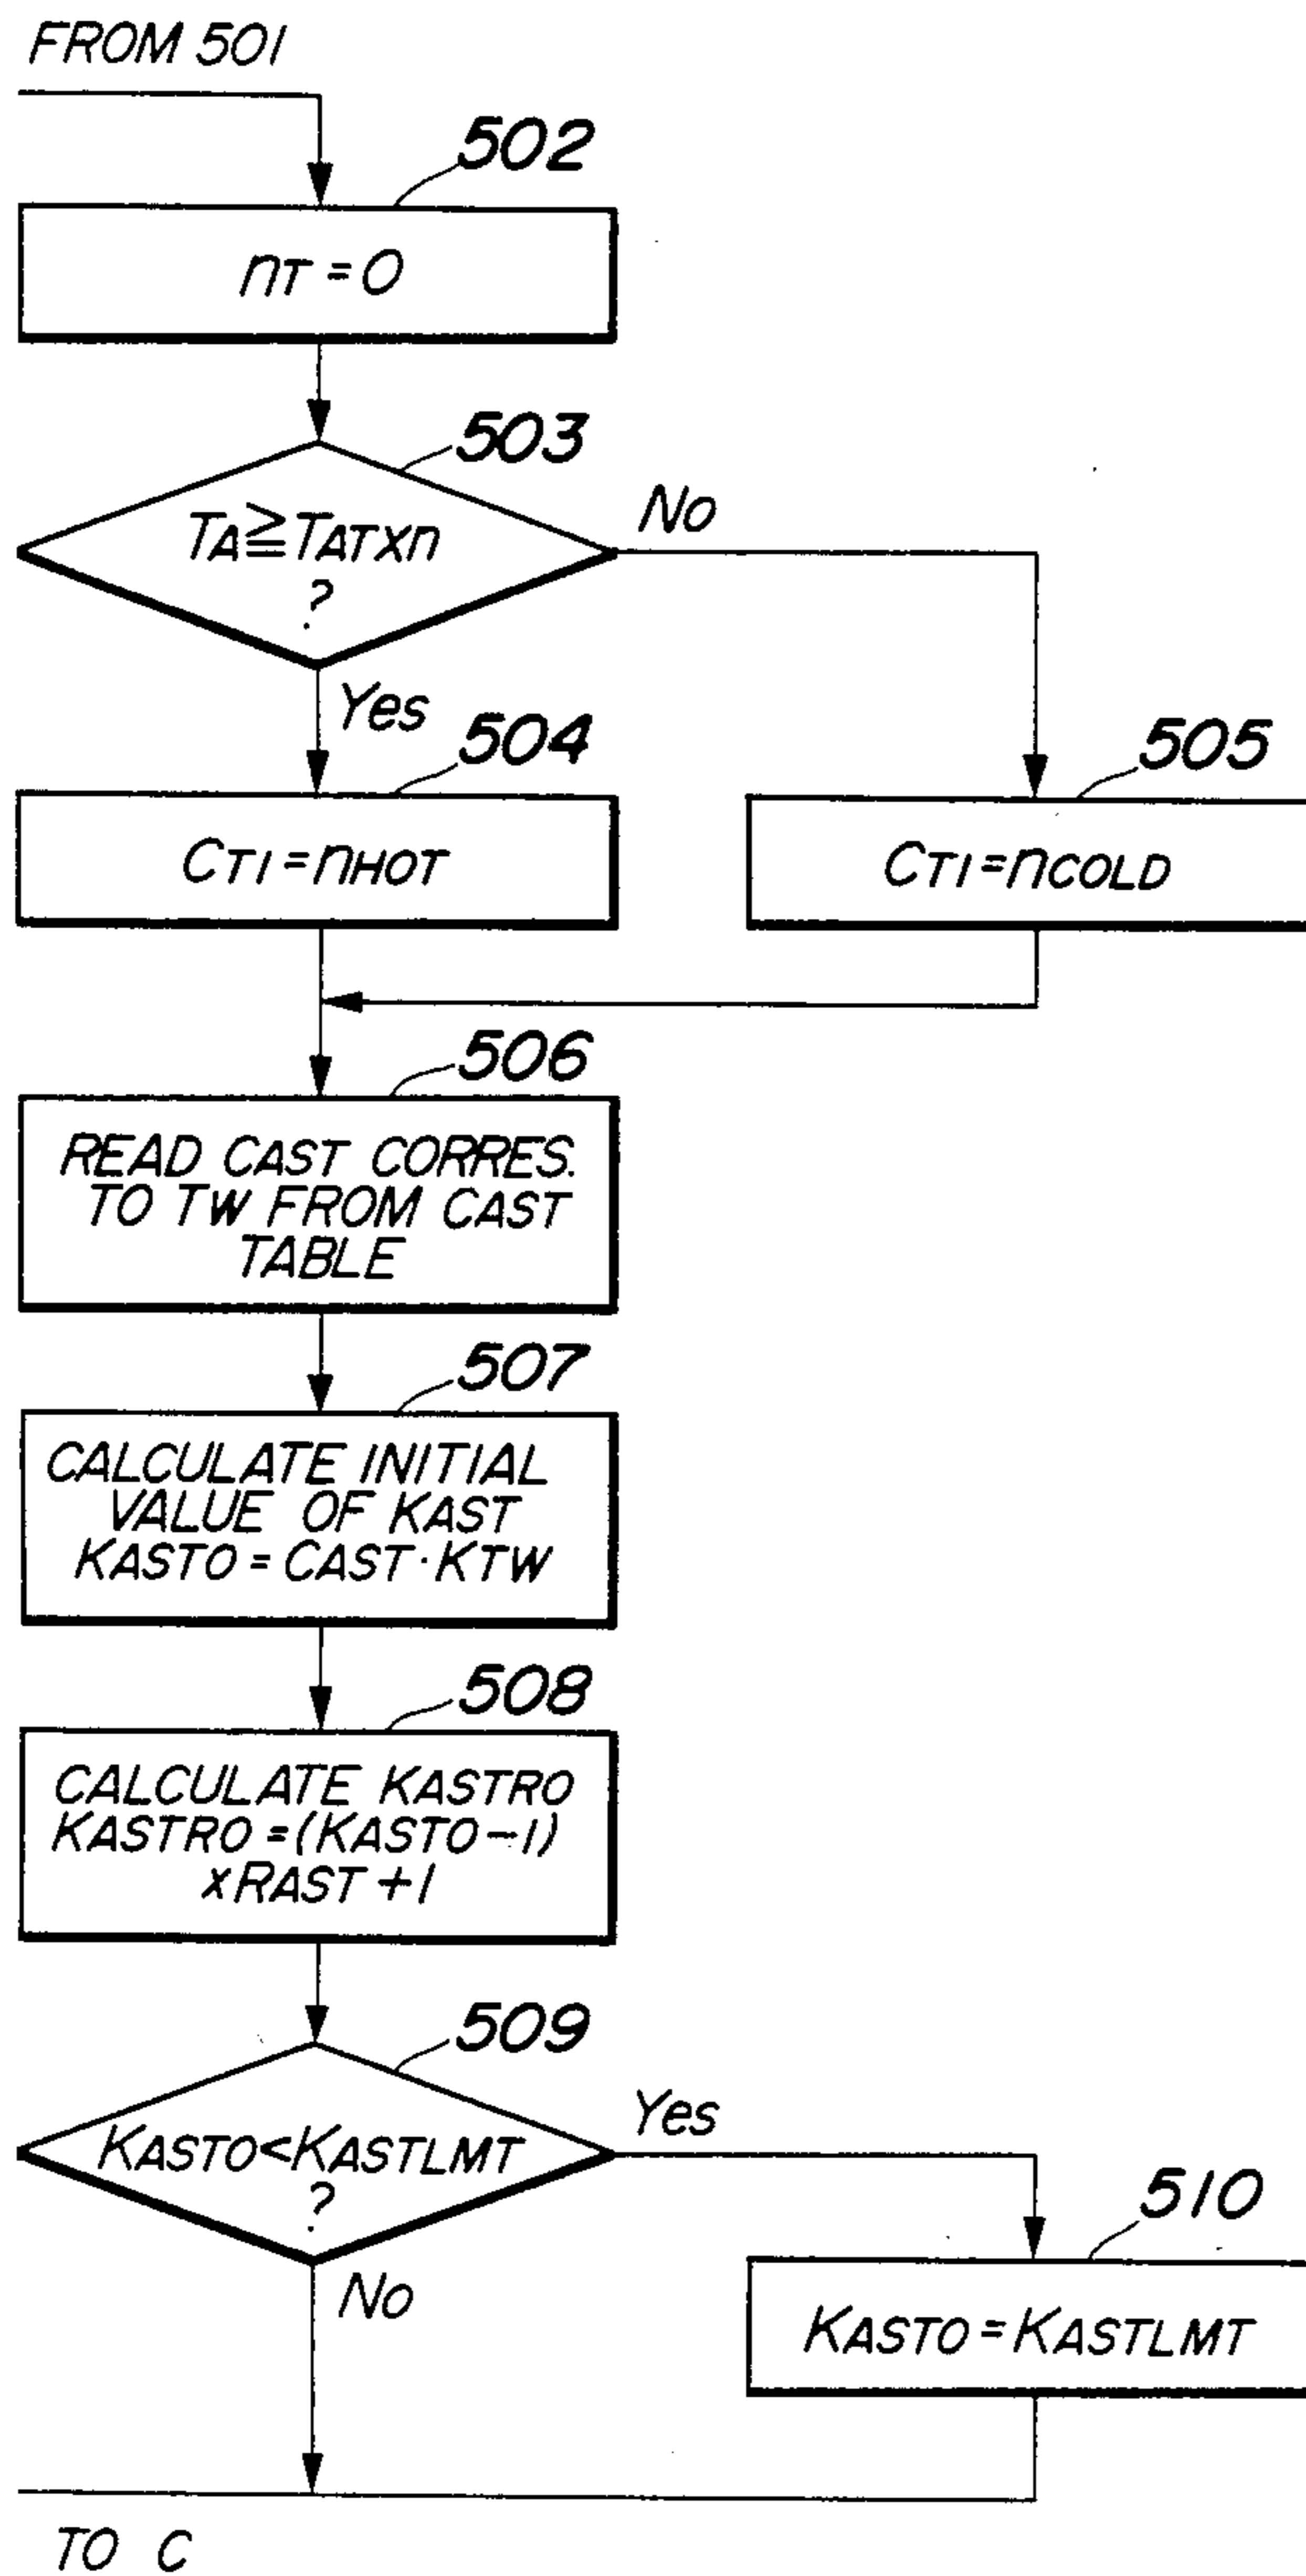 FROM 501
502
nT = 0
503
TA ≧ TATXn
?
No
Yes
504
CTI = nHOT
505
CTI = nCOLD
506
READ CAST CORRES.
TO TW FROM CAST
TABLE
507
CALCULATE INITIAL
VALUE OF KAST
KASTO = CAST · KTW
508
CALCULATE KASTRO
KASTRO = (KASTO - 1)
x RAST + 1
509
KASTO < KASTLMT
?
Yes
No
510
KASTO = KASTLMT
TO C